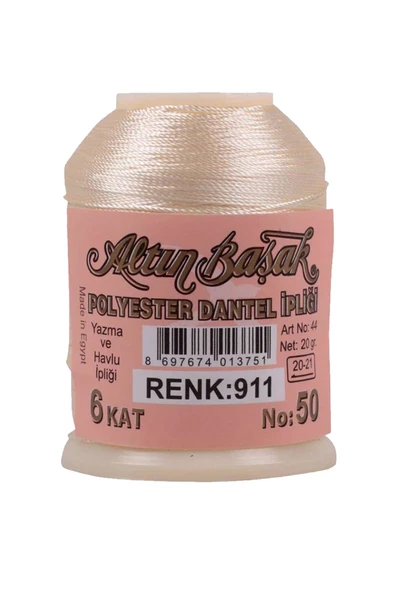 Altın Başak
POLYESTER DANTEL İPLİĞİ
Made in Egypt
Yazma
ve
Havlu
İpliği
8 697674 013751
Art No: 44
Net: 20 gr.
20-21
RENK:911
6 KAT
No: 50